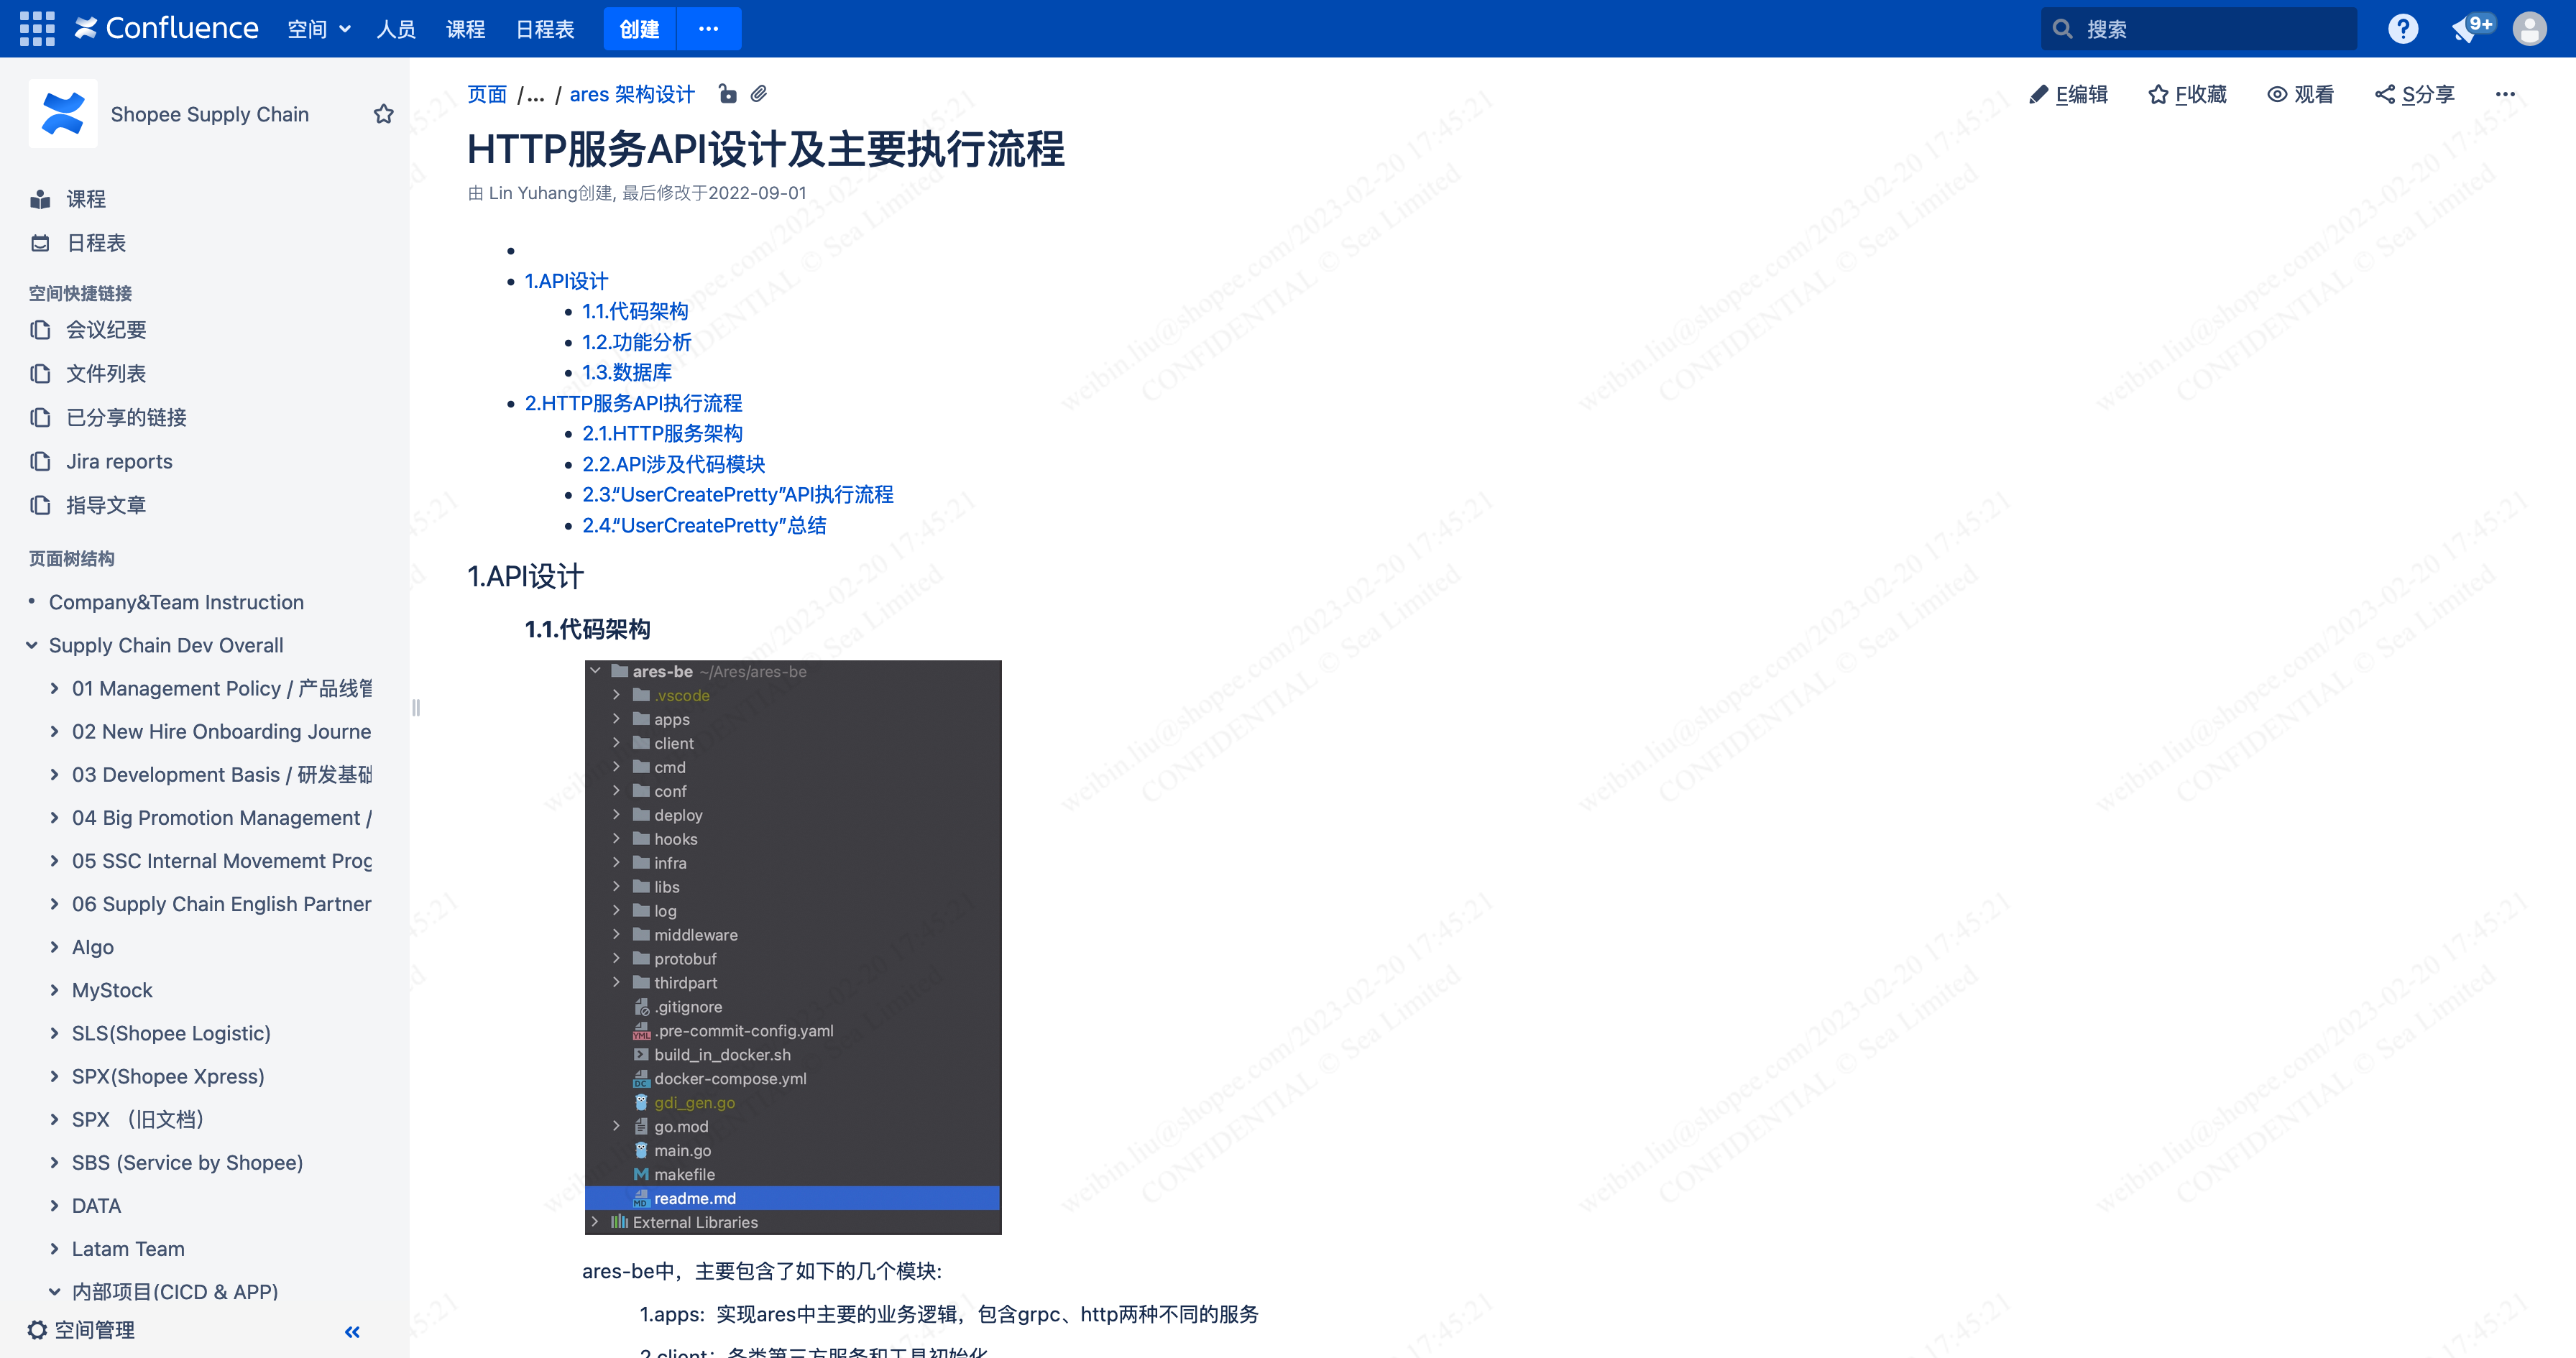 Confluence 空间 人员 课程 日程表 创建 ··· 搜索 9+
Shopee Supply Chain
课程
日程表
空间快捷链接
会议纪要
文件列表
已分享的链接
Jira reports
指导文章
页面树结构
Company&Team Instruction
Supply Chain Dev Overall
01 Management Policy / 产品线管
02 New Hire Onboarding Journe
03 Development Basis / 研发基础
04 Big Promotion Management /
05 SSC Internal Movememt Prog
06 Supply Chain English Partner
Algo
MyStock
SLS(Shopee Logistic)
SPX(Shopee Xpress)
SPX （旧文档）
SBS (Service by Shopee)
DATA
Latam Team
内部项目(CICD & APP)
空间管理
页面 /... / ares 架构设计
E编辑 F收藏 观看 S分享 ···
HTTP服务API设计及主要执行流程
由 Lin Yuhang创建, 最后修改于2022-09-01
1.API设计
1.1.代码架构
1.2.功能分析
1.3.数据库
2.HTTP服务API执行流程
2.1.HTTP服务架构
2.2.API涉及代码模块
2.3.“UserCreatePretty”API执行流程
2.4.“UserCreatePretty”总结
1.API设计
1.1.代码架构
ares-be ~/Ares/ares-be
.vscode
apps
client
cmd
conf
deploy
hooks
infra
libs
log
middleware
protobuf
thirdpart
.gitignore
.pre-commit-config.yaml
build_in_docker.sh
docker-compose.yml
gdi_gen.go
go.mod
main.go
makefile
readme.md
External Libraries
ares-be中，主要包含了如下的几个模块:
1.apps：实现ares中主要的业务逻辑，包含grpc、http两种不同的服务
2.client：各类第三方服务和工具初始化
weibin.liu@shopee.com/2023-02-20 17:45:21
CONFIDENTIAL © Sea Limited